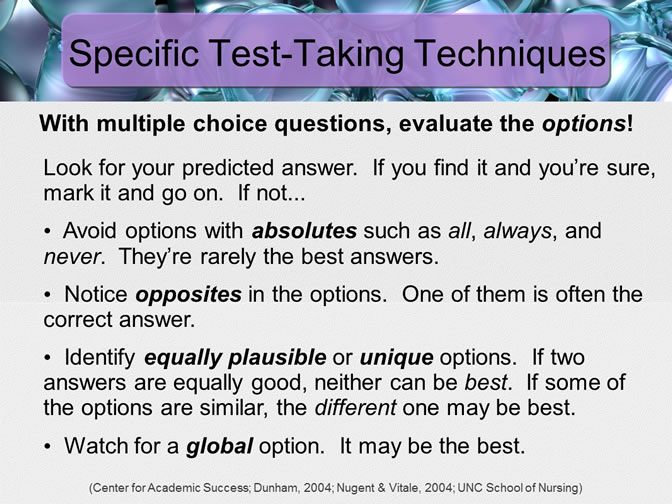 Specific Test-Taking Techniques
With multiple choice questions, evaluate the options!
Look for your predicted answer.  If you find it and you’re sure,
mark it and go on.  If not...
•  Avoid options with absolutes such as all, always, and
never.  They’re rarely the best answers.
•  Notice opposites in the options.  One of them is often the
correct answer.
•  Identify equally plausible or unique options.  If two
answers are equally good, neither can be best.  If some of
the options are similar, the different one may be best.
•  Watch for a global option.  It may be the best.
(Center for Academic Success; Dunham, 2004; Nugent & Vitale, 2004; UNC School of Nursing)